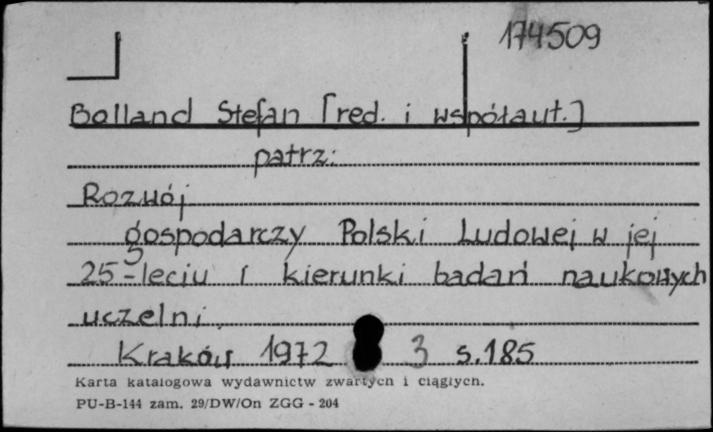 174509
Bolland Stefan [red. i współaut.]
patrz:
Rozwój
gospodarczy Polski Ludowej w jej
25-leciu i kierunki badań naukowych
uczelni.
Kraków 1972 3 s.185
Karta katalogowa wydawnictw zwartych i ciągłych.
PU-B-144 zam. 29/DW/On ZGG - 204